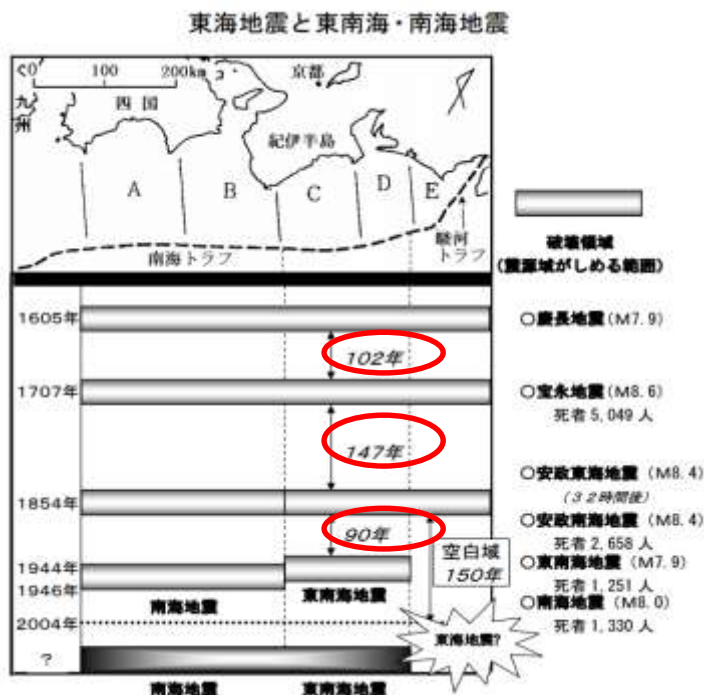 東海地震と東南海・南海地震
0 100 200km
京都
九州
四国
紀伊半島
A B C D E
南海トラフ
駿河トラフ
破壊領域
(震源域がしめる範囲)
1605年
○慶長地震(M7.9)
102年
1707年
○宝永地震(M8.6)
死者5,049人
147年
○安政東海地震(M8.4)
(32時間後)
1854年
○安政南海地震(M8.4)
死者2,658人
90年
空白域
150年
1944年
○東南海地震(M7.9)
死者1,251人
1946年
南海地震
東南海地震
○南海地震(M8.0)
死者1,330人
2004年
東海地震?
?
南海地震
東南海地震